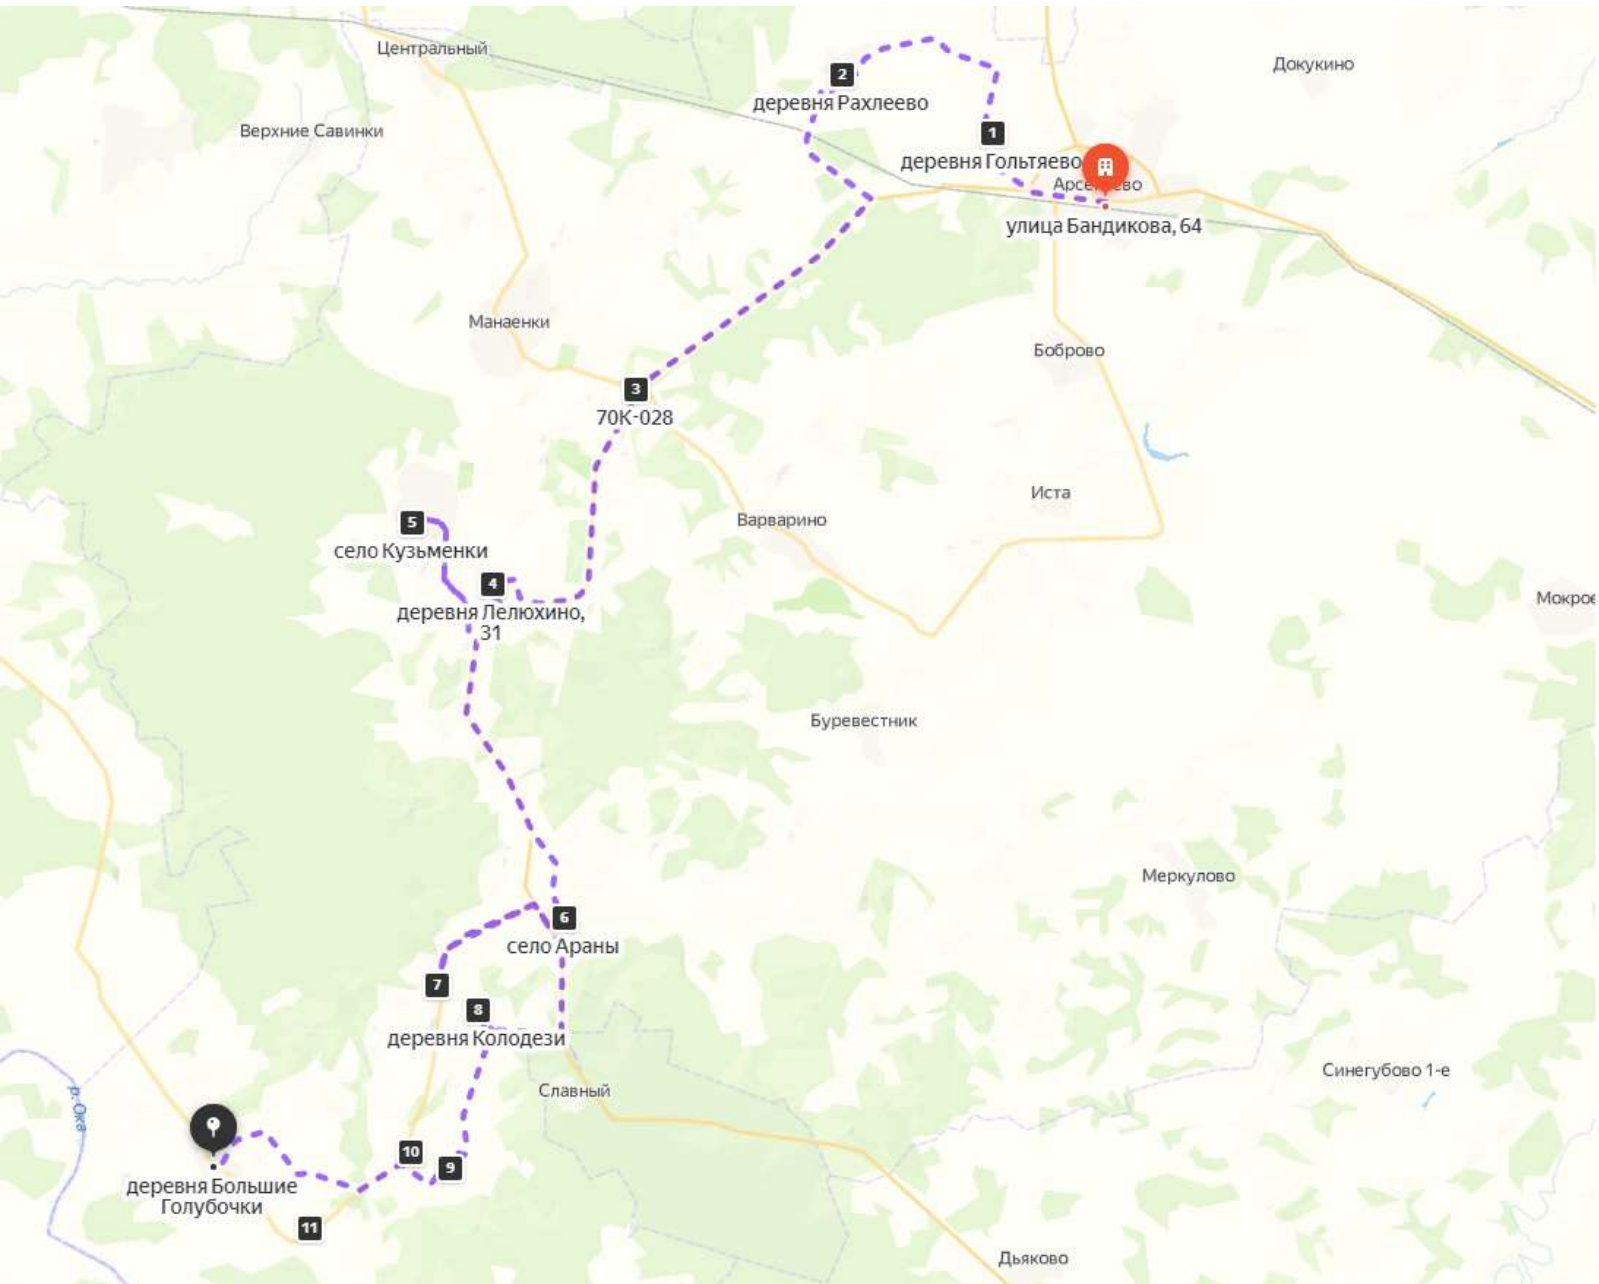 Центральный
Докукино
2
деревня Рахлеево
Верхние Савинки
1
деревня Гольтяево
улица Бандикова, 64
Манаенки
Боброво
3
70К-028
Иста
5
Варварино
село Кузьменки
4
деревня Лелюхино,
31
Мокрое
Буревестник
Меркулово
6
село Араны
7
8
деревня Колодези
Синегубово 1-е
Славный
р. Ока
10
9
деревня Большие
Голубочки
11
Дьяково